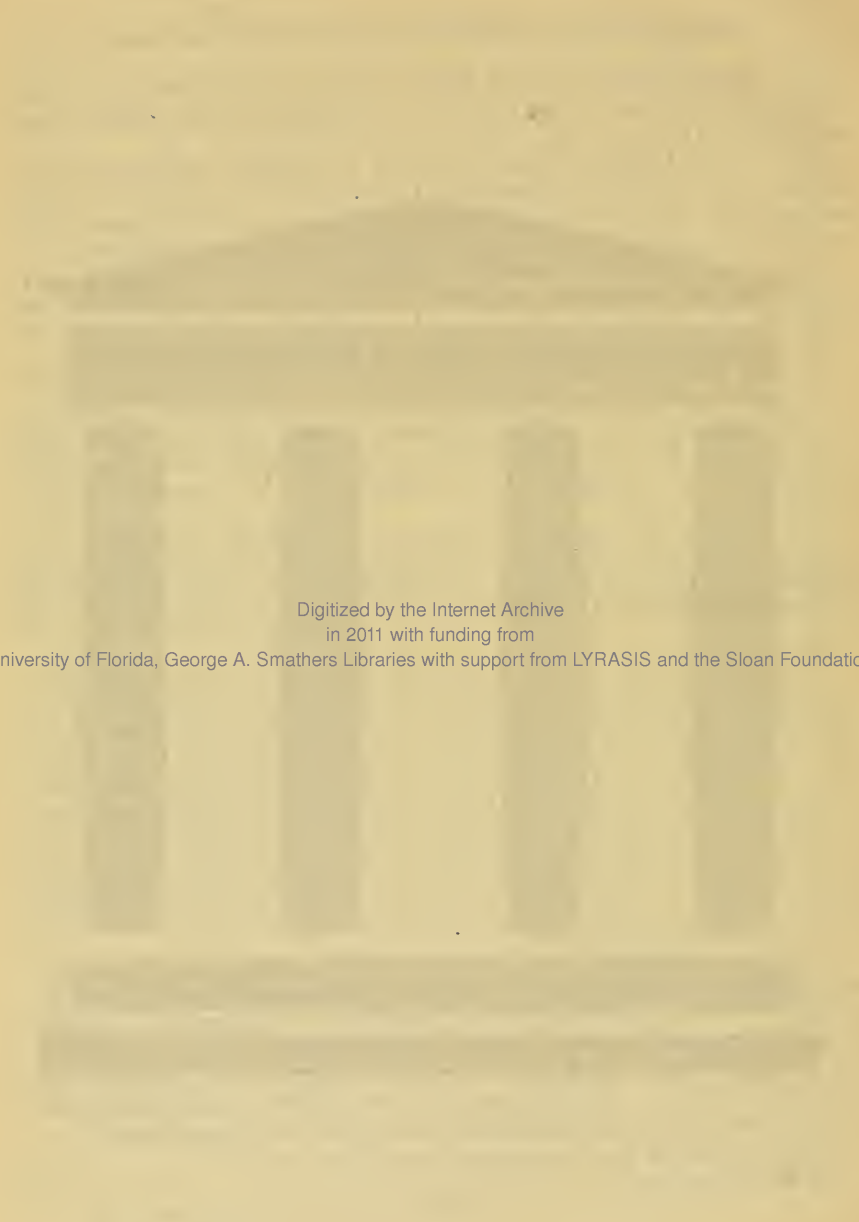 Digitized by the Internet Archive
in 2011 with funding from
niversity of Florida, George A. Smathers Libraries with support from LYRASIS and the Sloan Foundatio